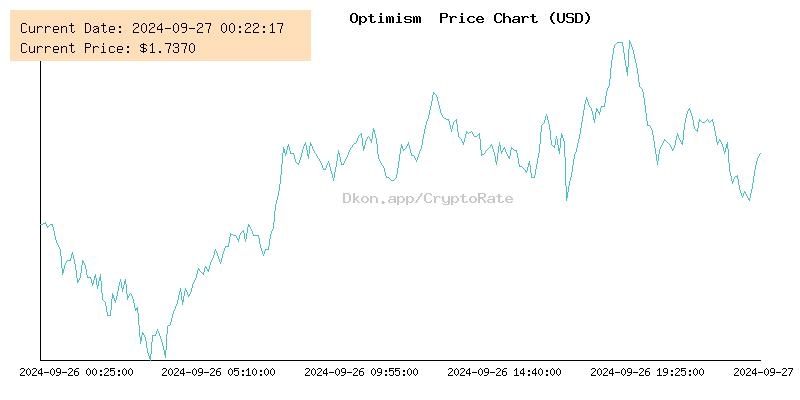 Optimism  Price Chart (USD)
Current Date: 2024-09-27 00:22:17
Current Price: $1.7370
Dkon.app/CryptoRate
2024-09-26 00:25:00 2024-09-26 05:10:00 2024-09-26 09:55:00 2024-09-26 14:40:00 2024-09-26 19:25:00 2024-09-27